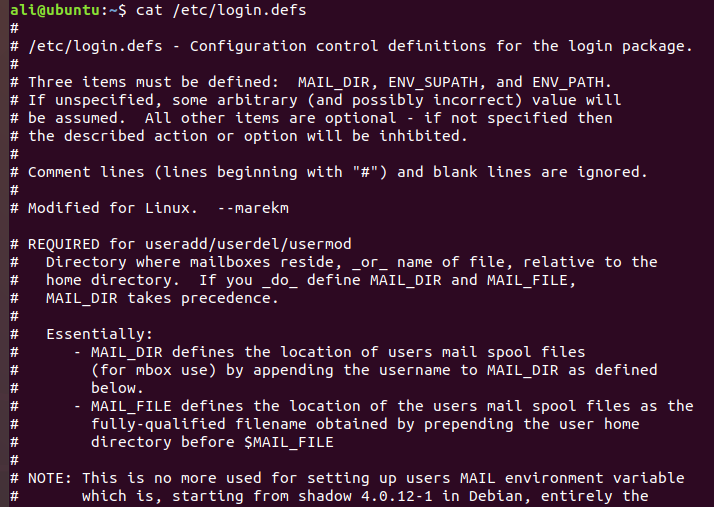 ali@ubuntu:~$ cat /etc/login.defs
#
# /etc/login.defs - Configuration control definitions for the login package.
#
# Three items must be defined:  MAIL_DIR, ENV_SUPATH, and ENV_PATH.
# If unspecified, some arbitrary (and possibly incorrect) value will
# be assumed.  All other items are optional - if not specified then
# the described action or option will be inhibited.
#
# Comment lines (lines beginning with "#") and blank lines are ignored.
#
# Modified for Linux.  --marekm

# REQUIRED for useradd/userdel/usermod
#   Directory where mailboxes reside, _or_ name of file, relative to the
#   home directory.  If you _do_ define MAIL_DIR and MAIL_FILE,
#   MAIL_DIR takes precedence.
#
#   Essentially:
#      - MAIL_DIR defines the location of users mail spool files
#        (for mbox use) by appending the username to MAIL_DIR as defined
#        below.
#      - MAIL_FILE defines the location of the users mail spool files as the
#        fully-qualified filename obtained by prepending the user home
#        directory before $MAIL_FILE
#
# NOTE: This is no more used for setting up users MAIL environment variable
#       which is, starting from shadow 4.0.12-1 in Debian, entirely the